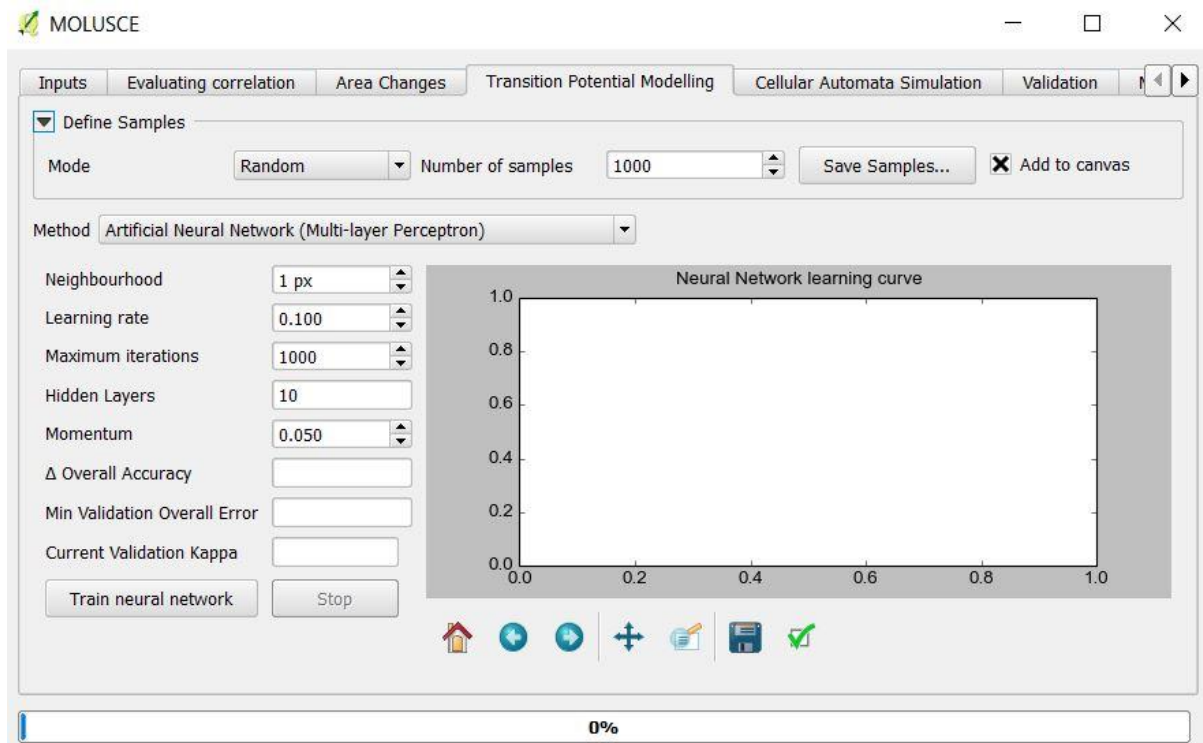 MOLUSCE
Inputs Evaluating correlation Area Changes Transition Potential Modelling Cellular Automata Simulation Validation
Define Samples
Mode Random Number of samples 1000 Save Samples... Add to canvas
Method Artificial Neural Network (Multi-layer Perceptron)
Neighbourhood 1 px
Learning rate 0.100
Maximum iterations 1000
Hidden Layers 10
Momentum 0.050
Δ Overall Accuracy
Min Validation Overall Error
Current Validation Kappa
Train neural network Stop
Neural Network learning curve
1.0
0.8
0.6
0.4
0.2
0.0
0.0 0.2 0.4 0.6 0.8 1.0
0%